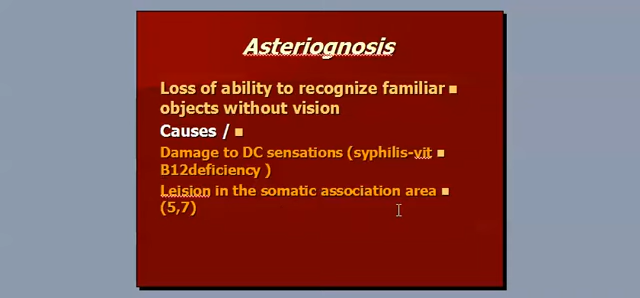 Asteriognosis
Loss of ability to recognize familiar
objects without vision
Causes /
Damage to DC sensations (syphilis-vit
B12deficiency )
Leision in the somatic association area
(5,7)